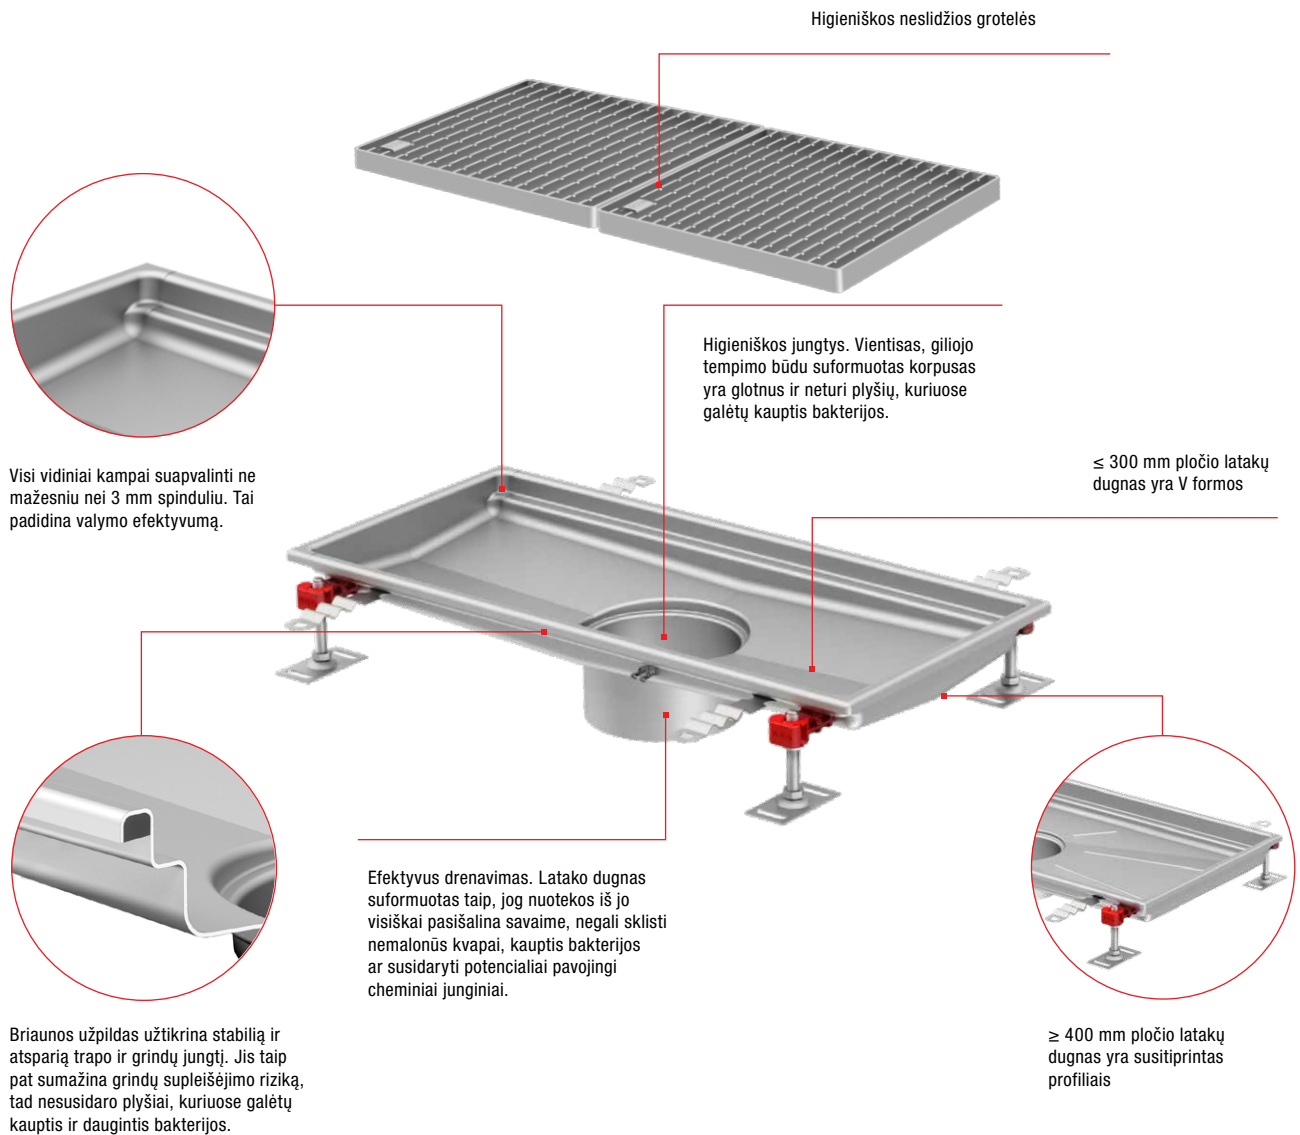 Higieniškos neslidžios grotelės
Higieniškos jungtys. Vientisas, giliojo
tempimo būdu suformuotas korpusas
yra glotnus ir neturi plyšių, kuriuose
galėtų kauptis bakterijos.
≤ 300 mm pločio latakų
dugnas yra V formos
Visi vidiniai kampai suapvalinti ne
mažesniu nei 3 mm spinduliu. Tai
padidina valymo efektyvumą.
Efektyvus drenavimas. Latako dugnas
suformuotas taip, jog nuotekos iš jo
visiškai pasišalina savaime, negali sklisti
nemalonūs kvapai, kauptis bakterijos
ar susidaryti potencialiai pavojingi
cheminiai junginiai.
Briaunos užpildas užtikrina stabilią ir
atsparią trapo ir grindų jungtį. Jis taip
pat sumažina grindų supleišėjimo riziką,
tad nesusidaro plyšiai, kuriuose galėtų
kauptis ir daugintis bakterijos.
≥ 400 mm pločio latakų
dugnas yra susitiprintas
profiliais